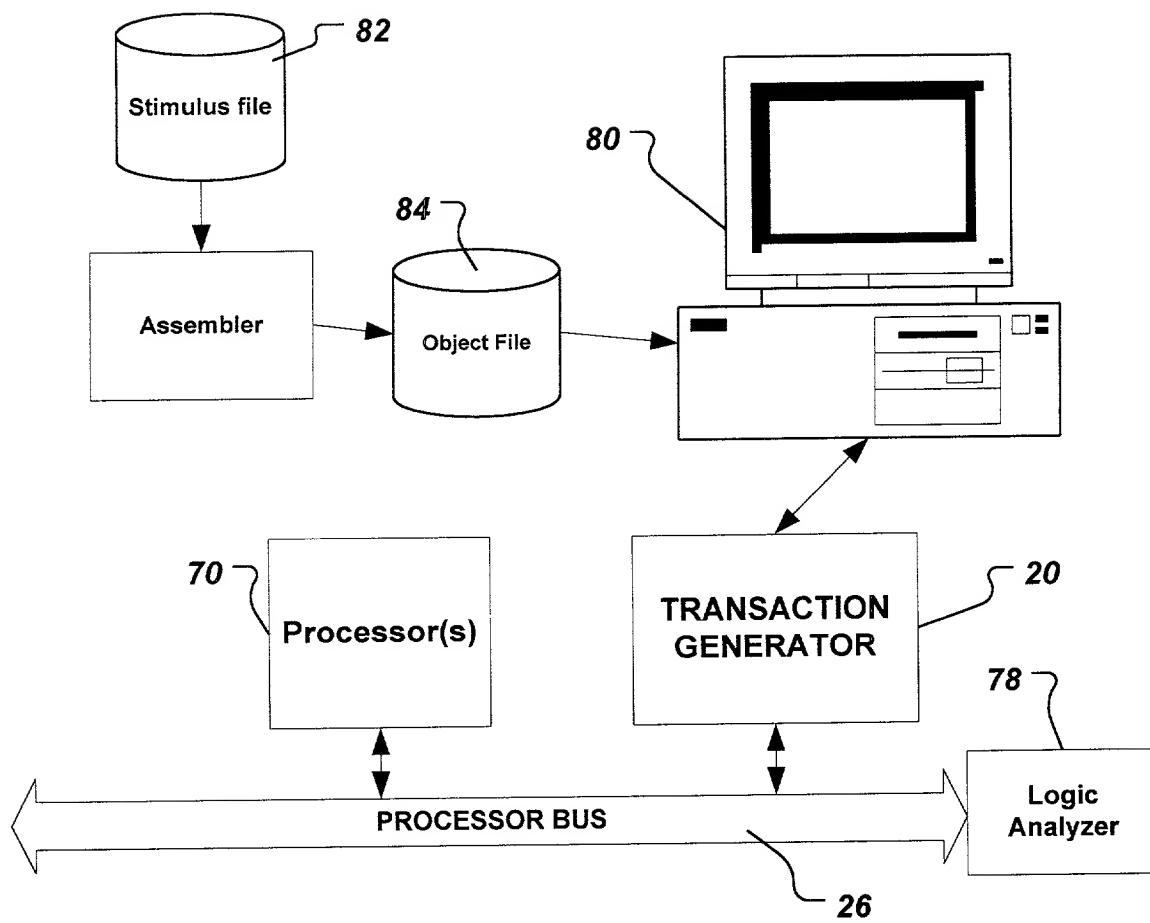 82
Stimulus file
80
84
Assembler
Object File
70
20
Processor(s)
TRANSACTION
GENERATOR
78
PROCESSOR BUS
Logic
Analyzer
26